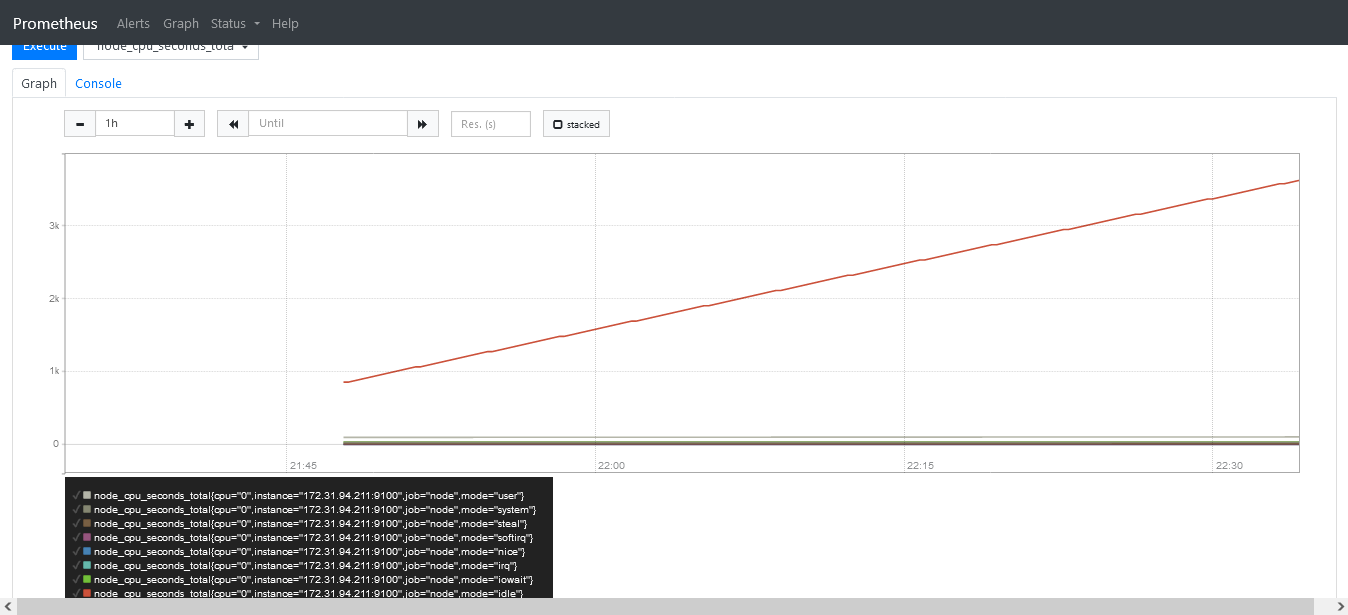 Prometheus Alerts Graph Status Help
Execute node_cpu_seconds_tota
Graph Console
1h Until Res. (s) stacked
3k
2k
1k
0
21:45 22:00 22:15 22:30
node_cpu_seconds_total{cpu="0",instance="172.31.94.211:9100",job="node",mode="user"}
node_cpu_seconds_total{cpu="0",instance="172.31.94.211:9100",job="node",mode="system"}
node_cpu_seconds_total{cpu="0",instance="172.31.94.211:9100",job="node",mode="steal"}
node_cpu_seconds_total{cpu="0",instance="172.31.94.211:9100",job="node",mode="softirq"}
node_cpu_seconds_total{cpu="0",instance="172.31.94.211:9100",job="node",mode="nice"}
node_cpu_seconds_total{cpu="0",instance="172.31.94.211:9100",job="node",mode="irq"}
node_cpu_seconds_total{cpu="0",instance="172.31.94.211:9100",job="node",mode="iowait"}
node_cpu_seconds_total{cpu="0",instance="172.31.94.211:9100",job="node",mode="idle"}